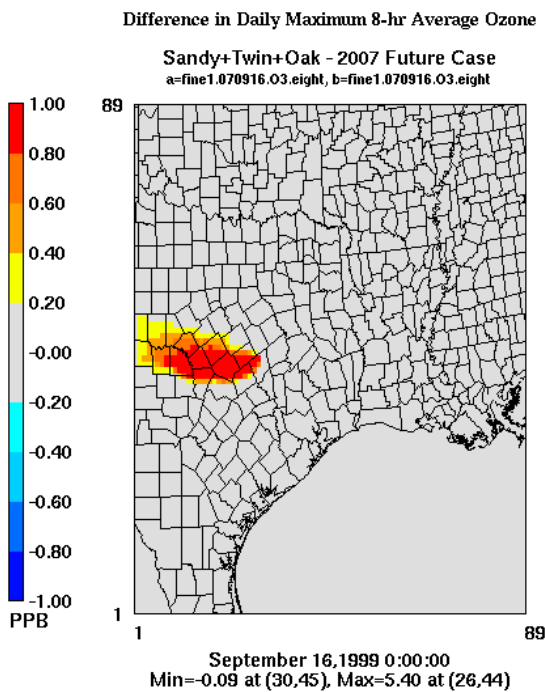 Difference in Daily Maximum 8-hr Average Ozone
Sandy+Twin+Oak - 2007 Future Case
a=fine1.070916.O3.eight, b=fine1.070916.O3.eight
1.00
0.80
0.60
0.40
0.20
-0.00
-0.20
-0.40
-0.60
-0.80
-1.00
PPB
89
1
1
89
September 16,1999 0:00:00
Min=-0.09 at (30,45), Max=5.40 at (26,44)